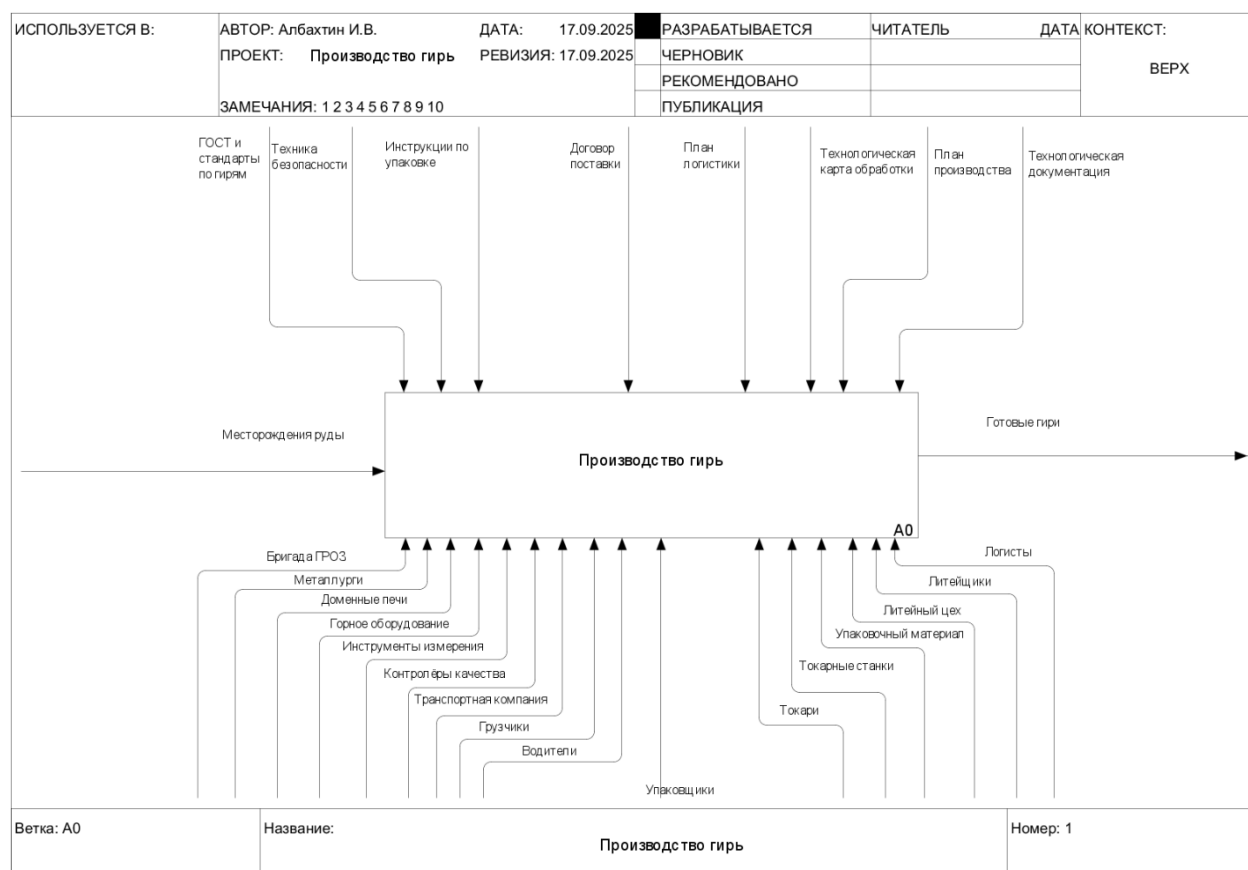 ИСПОЛЬЗУЕТСЯ В:
АВТОР: Албахтин И.В.
ДАТА: 17.09.2025
ПРОЕКТ: Производство гирь
РЕВИЗИЯ: 17.09.2025
ЗАМЕЧАНИЯ: 1 2 3 4 5 6 7 8 9 10
РАЗРАБАТЫВАЕТСЯ
ЧЕРНОВИК
РЕКОМЕНДОВАНО
ПУБЛИКАЦИЯ
ЧИТАТЕЛЬ
ДАТА
КОНТЕКСТ:
ВЕРХ
ГОСТ и
стандарты
по гирям
Техника
безопасности
Инструкции по
упаковке
Договор
поставки
План
логистики
Технологическая
карта обработки
План
производства
Технологическая
документация
Месторождения руды
Производство гирь
A0
Готовые гири
Бригада ГРОЗ
Металлурги
Доменные печи
Горное оборудование
Инструменты измерения
Контролёры качества
Транспортная компания
Грузчики
Водители
Упаковщики
Токари
Токарные станки
Упаковочный материал
Литейный цех
Литейщики
Логисты
Ветка: A0
Название:
Производство гирь
Номер: 1